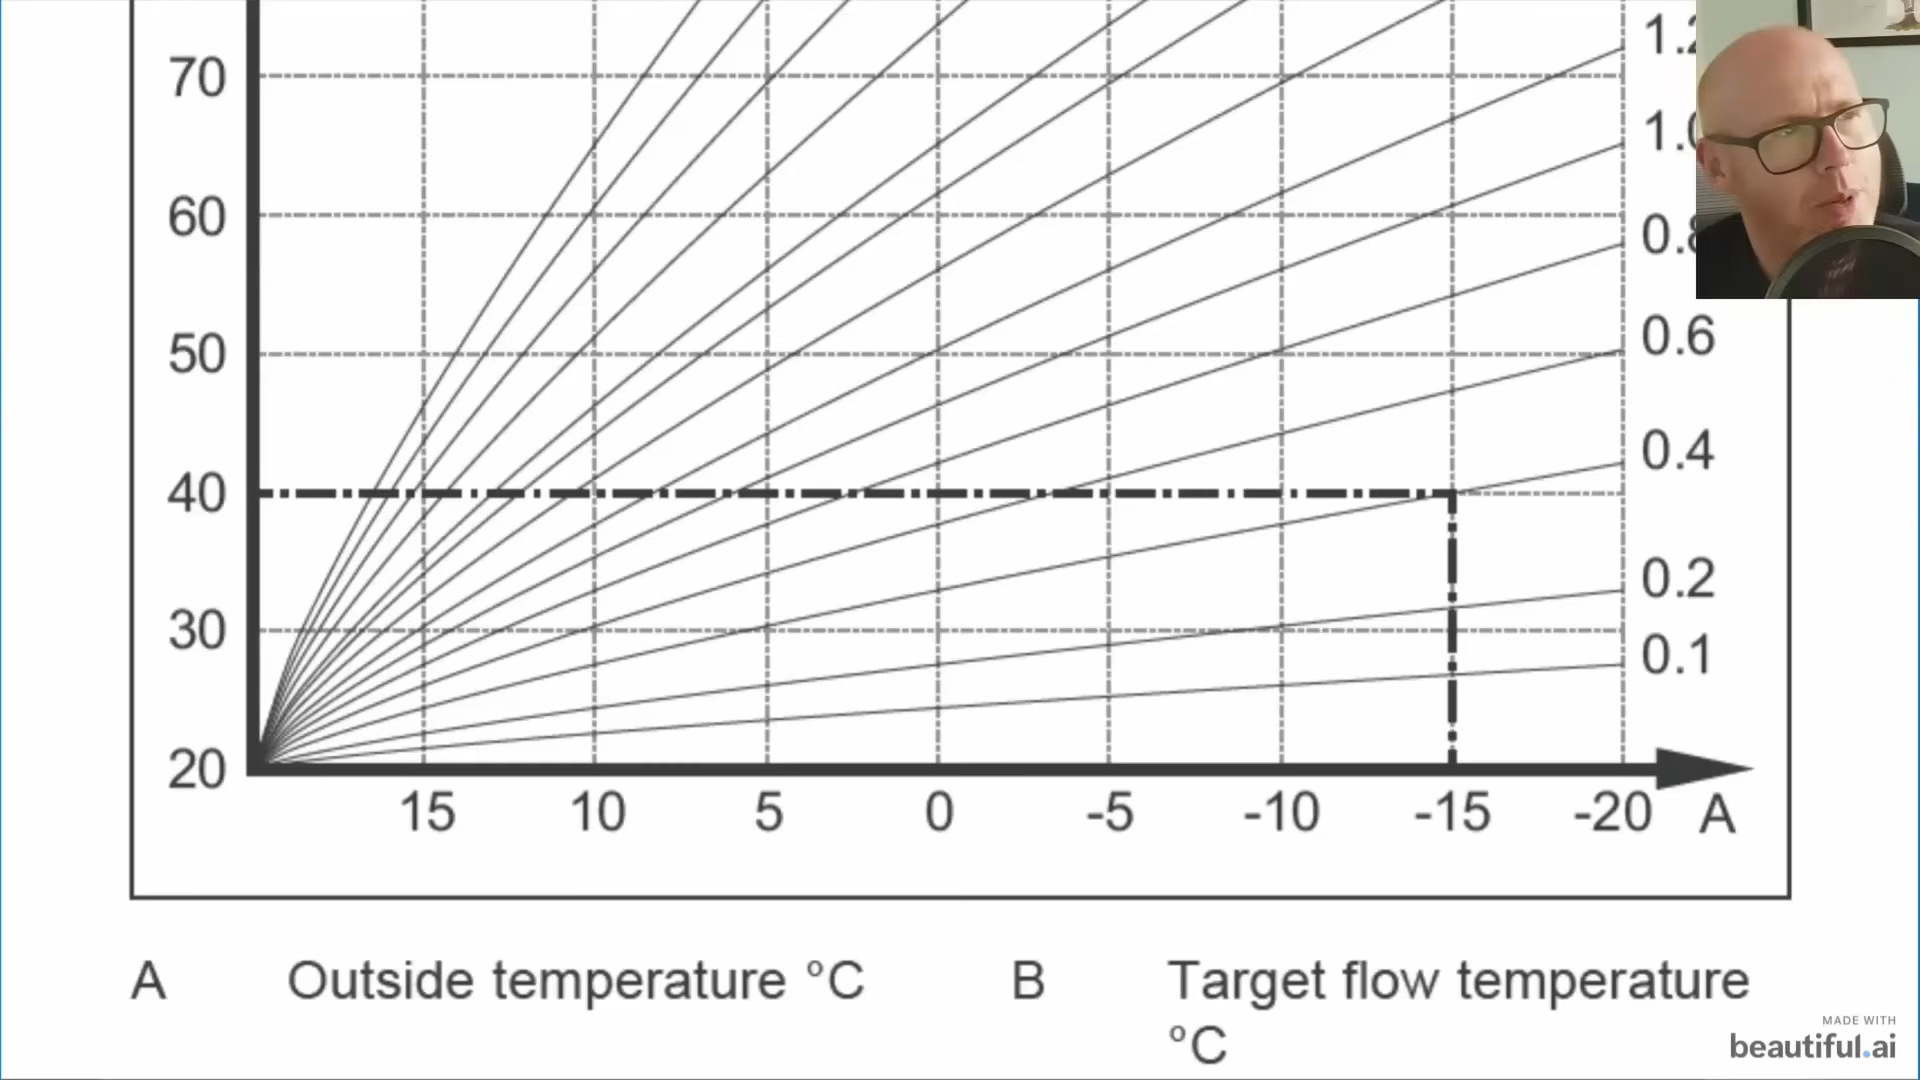 70
60
50
40
30
20
0.6
0.4
0.2
0.1
15 10 5 0 -5 -10 -15 -20 A
A Outside temperature °C B Target flow temperature
°C
MADE WITH
beautiful.ai